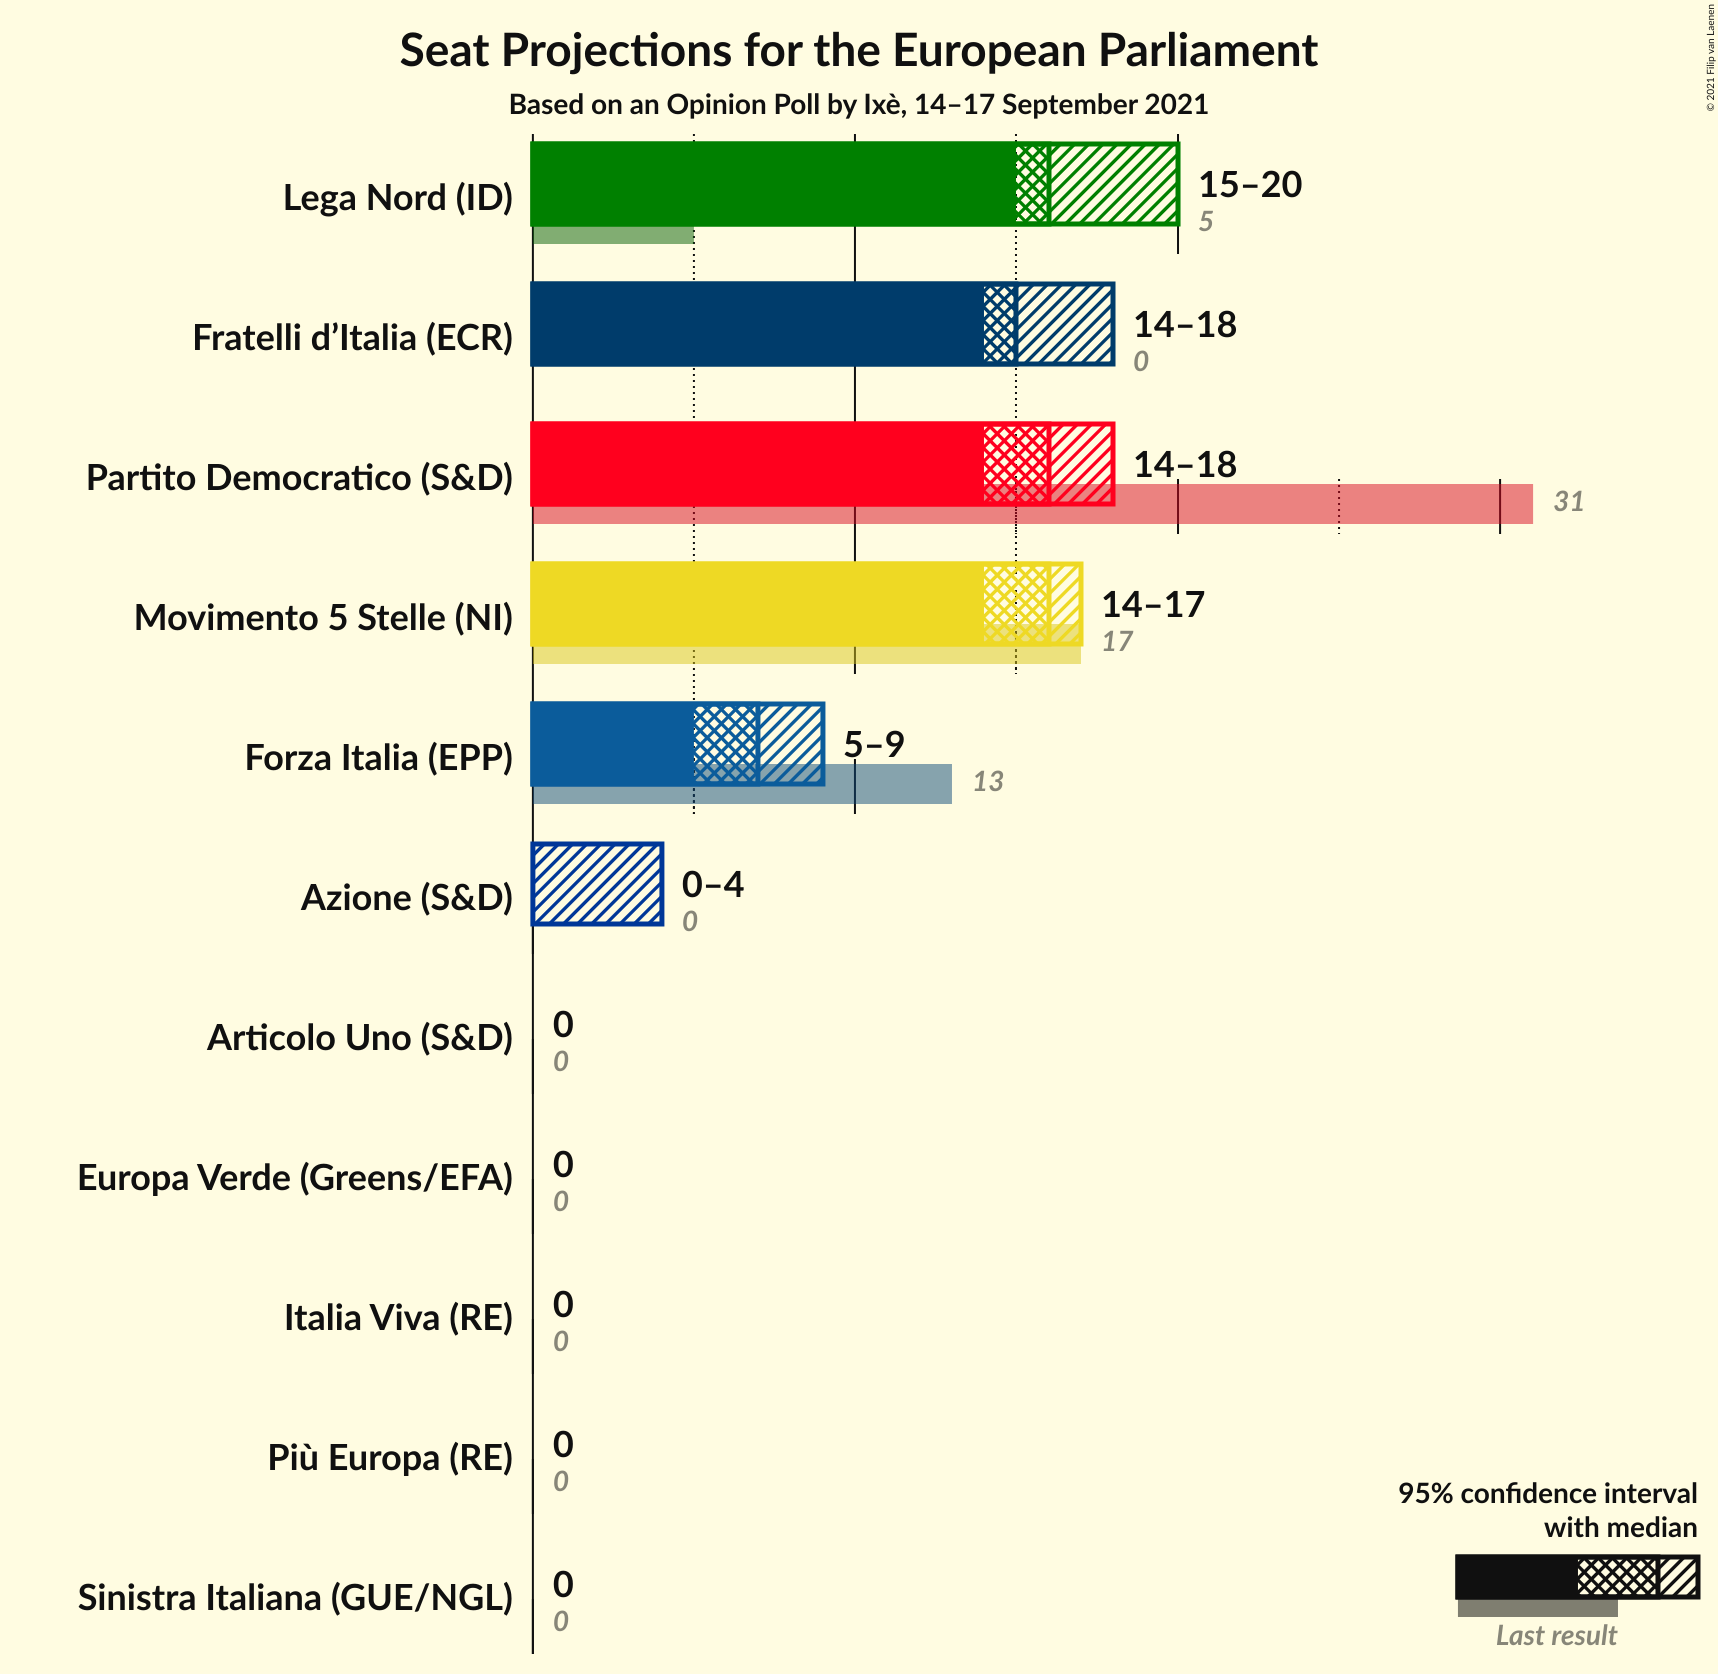 Seat Projections for the European Parliament
Based on an Opinion Poll by Ixè, 14–17 September 2021
© 2021 Filip van Laenen
Lega Nord (ID)
15–20
5
Fratelli d’Italia (ECR)
14–18
0
Partito Democratico (S&D)
14–18
31
Movimento 5 Stelle (NI)
14–17
17
Forza Italia (EPP)
5–9
13
Azione (S&D)
0–4
0
Articolo Uno (S&D)
0
0
Europa Verde (Greens/EFA)
0
0
Italia Viva (RE)
0
0
Più Europa (RE)
0
0
Sinistra Italiana (GUE/NGL)
0
0
95% confidence interval
with median
Last result